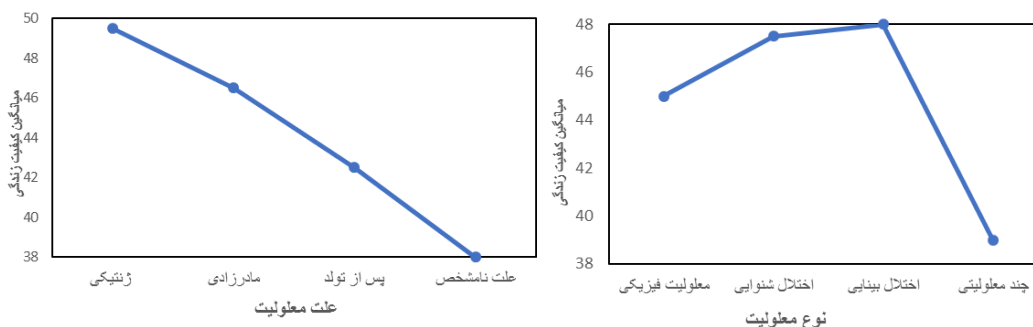 میانگین کیفیت زندگی
50
48
46
44
42
40
38
ژنتیکی
مادرزادی
پس از تولد
علت نامشخص
علت معلولیت
میانگین کیفیت زندگی
48
46
44
42
40
38
معلولیت فیزیکی
اختلال شنوایی
اختلال بینایی
چند معلولیتی
نوع معلولیت